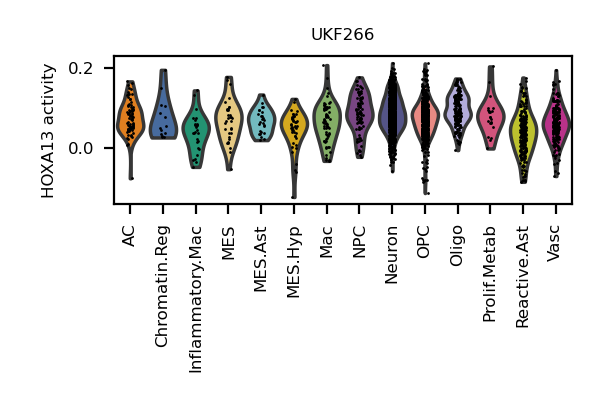 UKF266
HOXA13 activity
0.2
0.0
AC
Chromatin.Reg
Inflammatory.Mac
MES
MES.Ast
MES.Hyp
Mac
NPC
Neuron
OPC
Oligo
Prolif.Metab
Reactive.Ast
Vasc